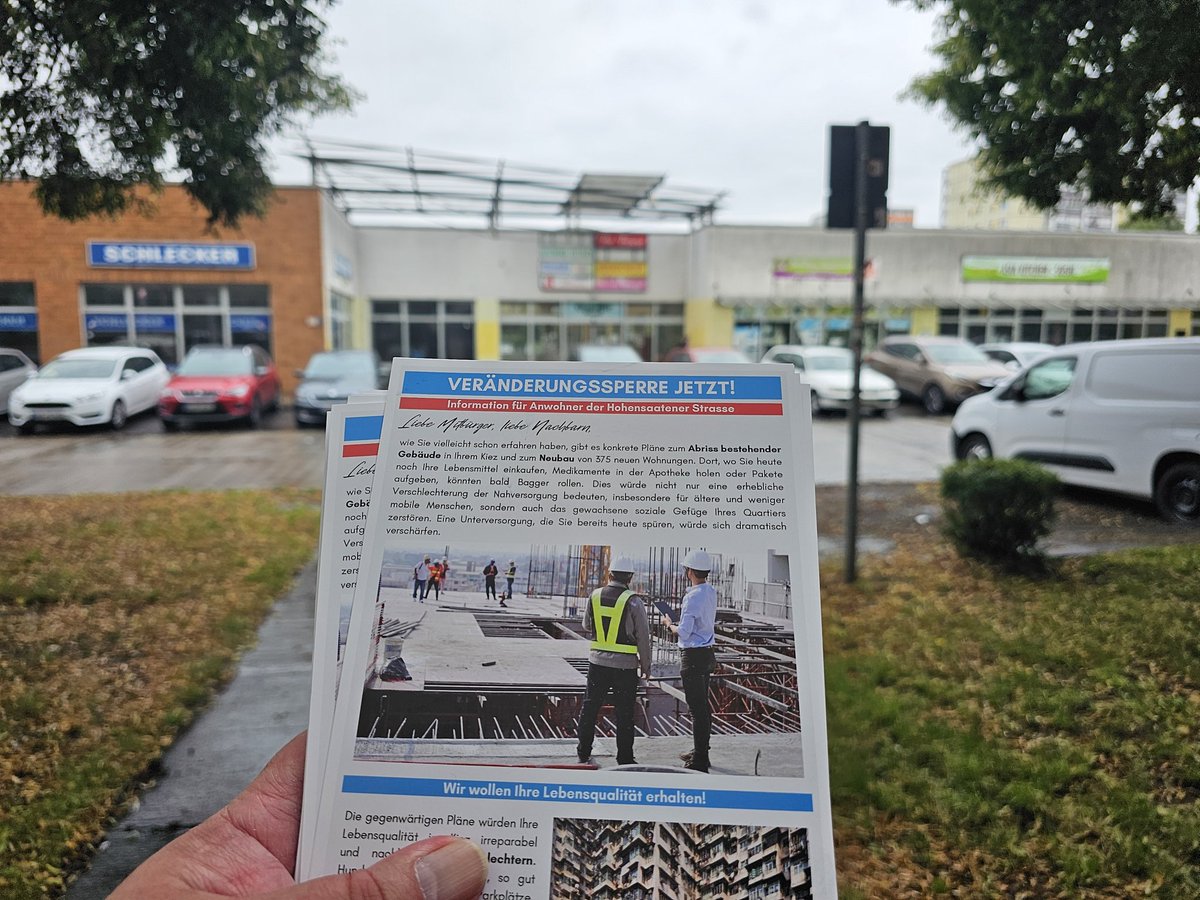 SCHLECKER
VERÄNDERUNGSSPERRE JETZT!
Information für Anwohner der Hohensaatener Strasse
Liebe Mitbürger, liebe Nachbarn,
wie Sie vielleicht schon erfahren haben, gibt es konkrete Pläne zum Abriss bestehender
Gebäude in Ihrem Kiez und zum Neubau von 375 neuen Wohnungen. Dort, wo Sie heute
noch Ihre Lebensmittel einkaufen, Medikamente in der Apotheke holen oder Pakete
aufgeben, könnten bald Bagger rollen. Dies würde nicht nur eine erhebliche
Verschlechterung der Nahversorgung bedeuten, insbesondere für ältere und weniger
mobile Menschen, sondern auch das gewachsene soziale Gefüge Ihres Quartiers
zerstören. Eine Unterversorgung, die Sie bereits heute spüren, würde sich dramatisch
verschärfen.
Wir wollen Ihre Lebensqualität erhalten!
Die gegenwärtigen Pläne würden Ihre
Lebensqualität irreparabel
und
so gut